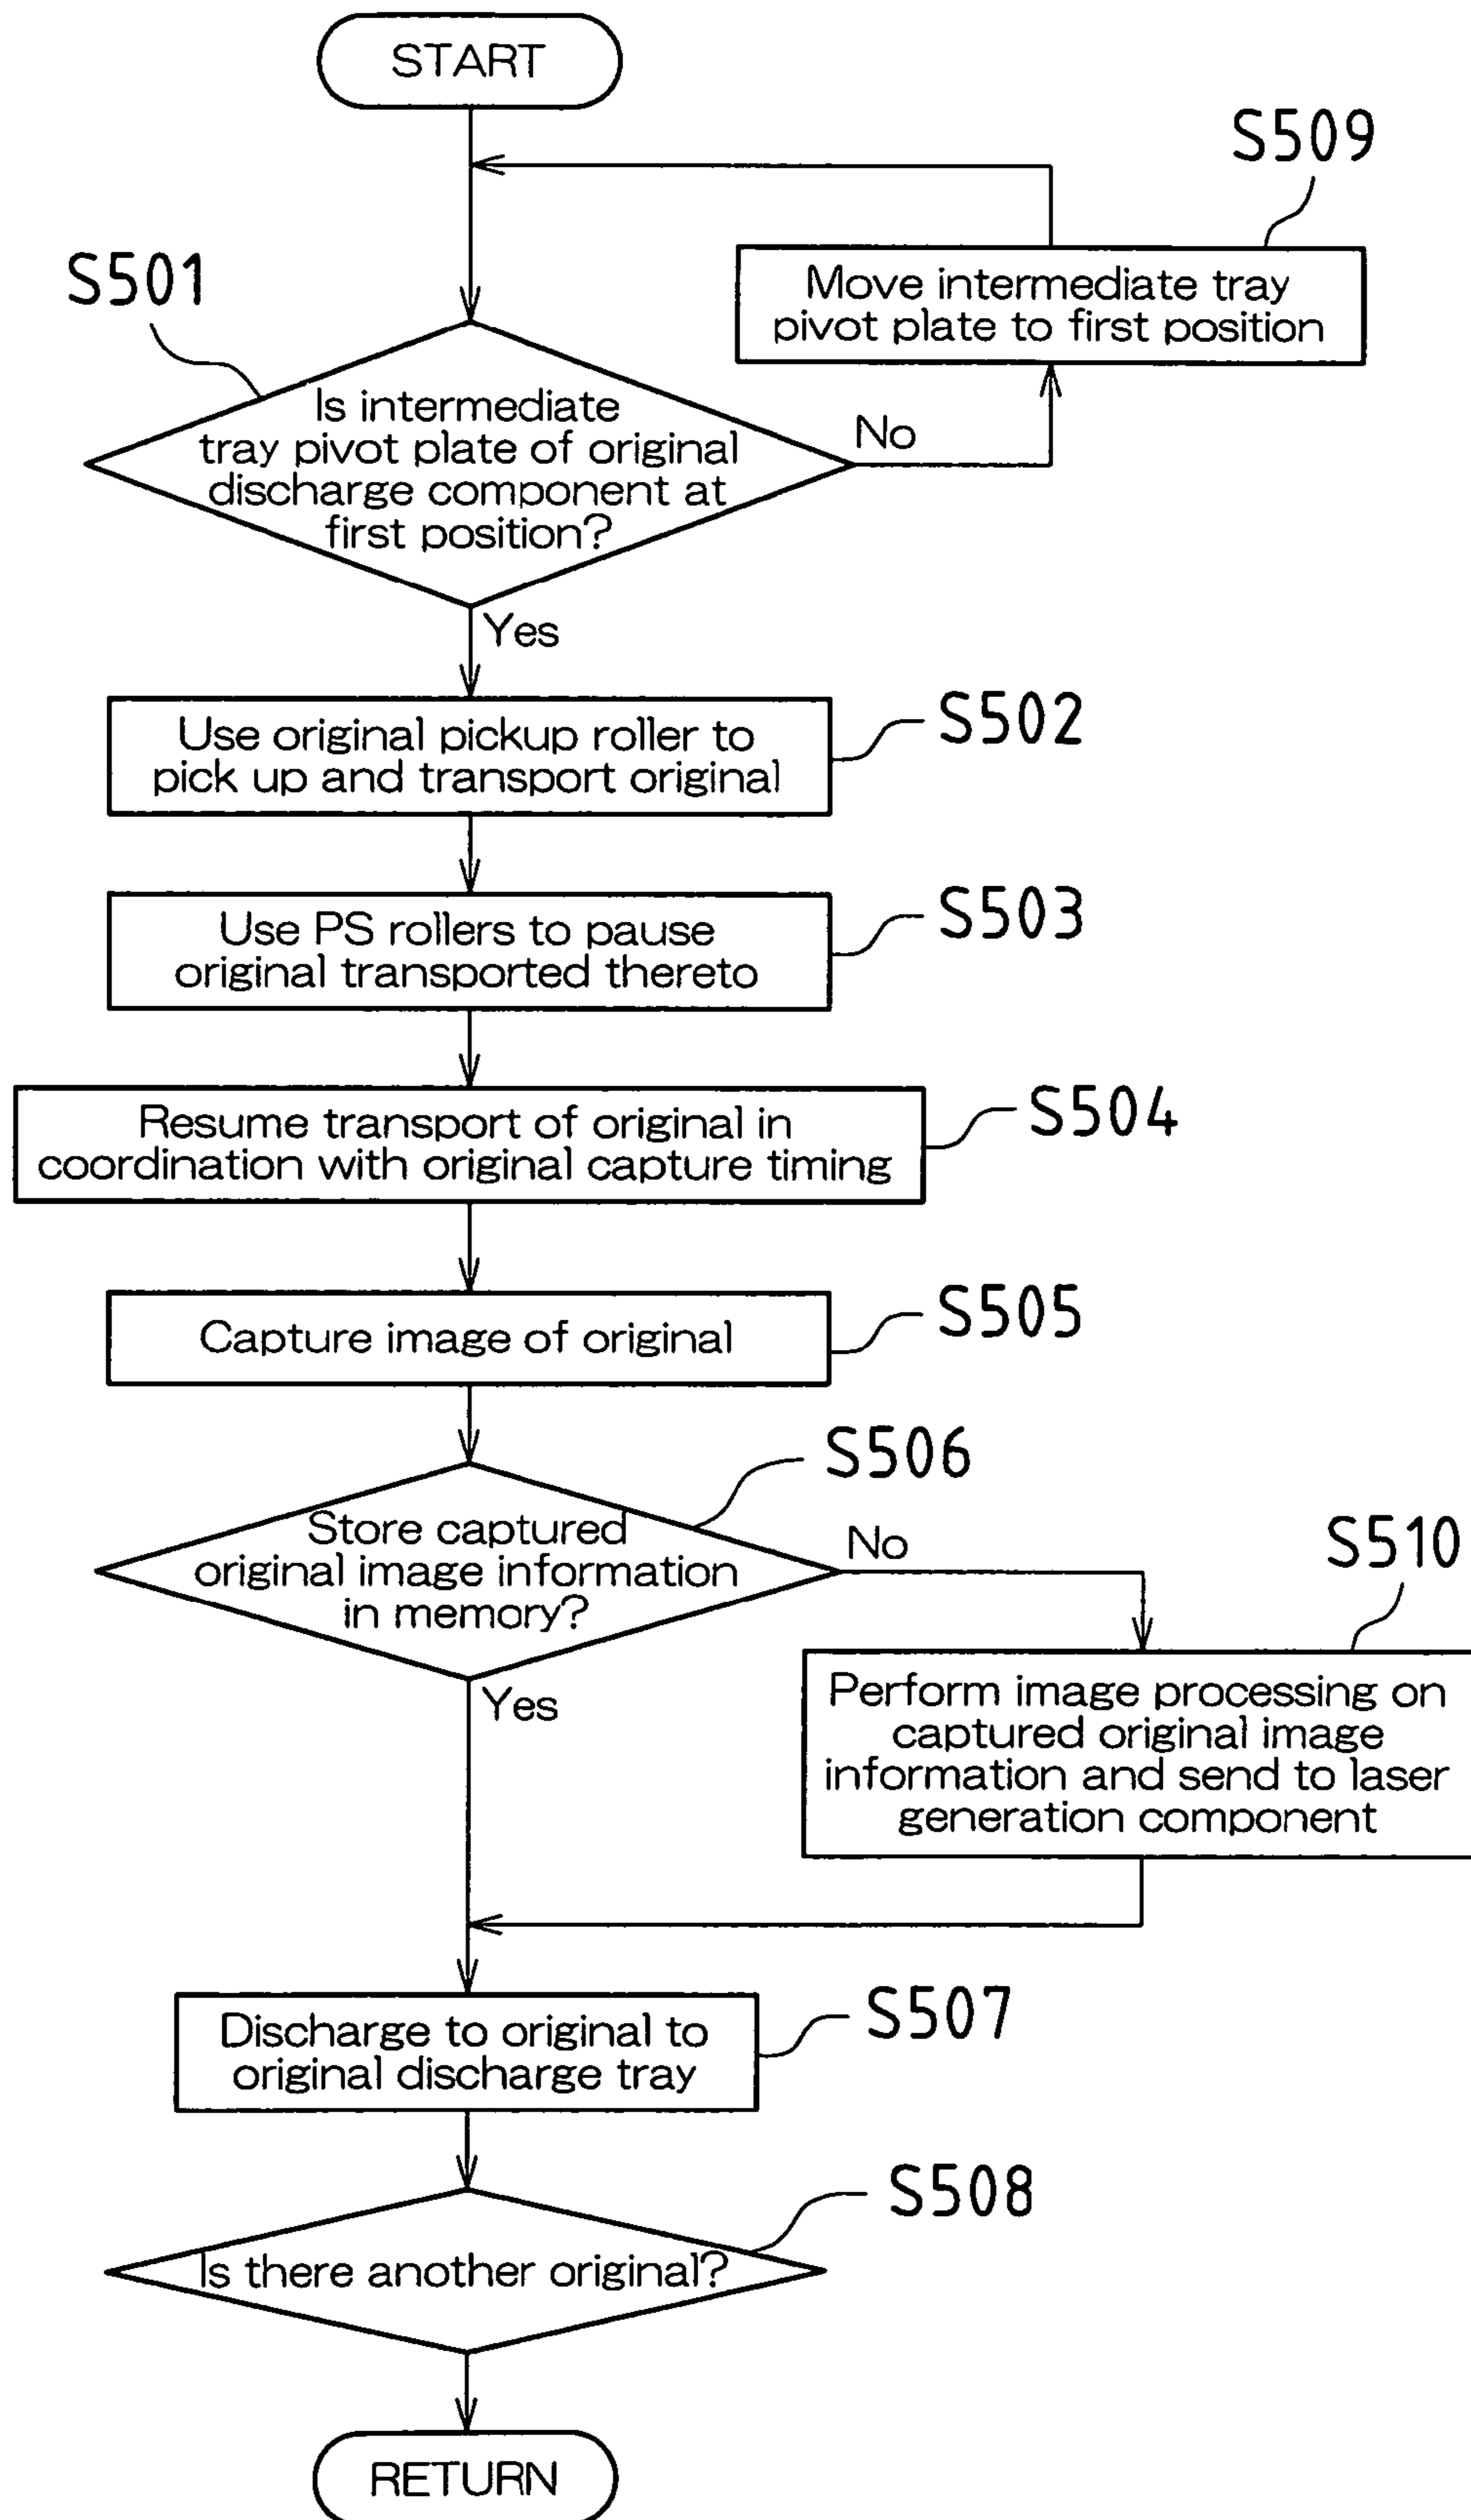 START
S509
Move intermediate tray
pivot plate to first position
S501
Is intermediate
tray pivot plate of original
discharge component at
first position?
No
Yes
S502
Use original pickup roller to
pick up and transport original
S503
Use PS rollers to pause
original transported thereto
S504
Resume transport of original in
coordination with original capture timing
S505
Capture image of original
S506
Store captured
original image information
in memory?
No
S510
Yes
Perform image processing on
captured original image
information and send to laser
generation component
S507
Discharge to original to
original discharge tray
S508
Is there another original?
RETURN